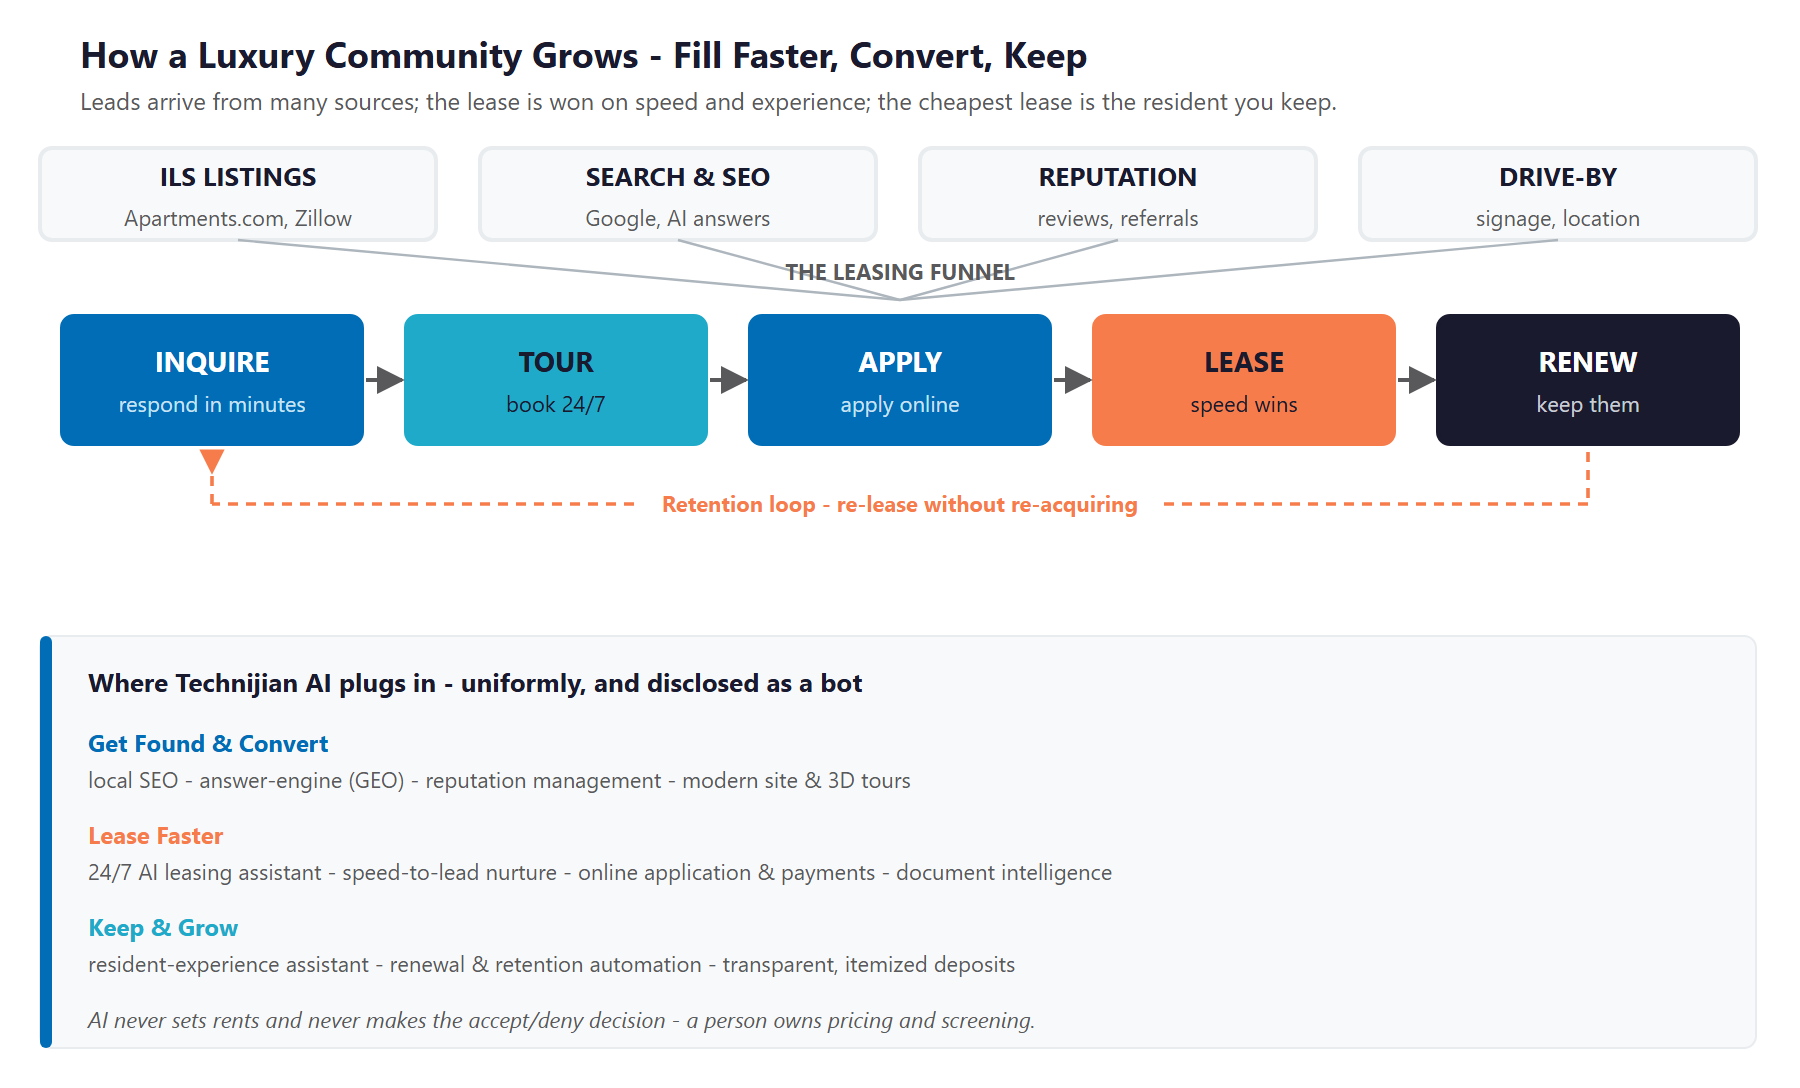 How a Luxury Community Grows - Fill Faster, Convert, Keep
Leads arrive from many sources; the lease is won on speed and experience; the cheapest lease is the resident you keep.
ILS LISTINGS
Apartments.com, Zillow
SEARCH & SEO
Google, AI answers
REPUTATION
reviews, referrals
DRIVE-BY
signage, location
THE LEASING FUNNEL
INQUIRE
respond in minutes
TOUR
book 24/7
APPLY
apply online
LEASE
speed wins
RENEW
keep them
Retention loop - re-lease without re-acquiring
Where Technijian AI plugs in - uniformly, and disclosed as a bot
Get Found & Convert
local SEO - answer-engine (GEO) - reputation management - modern site & 3D tours
Lease Faster
24/7 AI leasing assistant - speed-to-lead nurture - online application & payments - document intelligence
Keep & Grow
resident-experience assistant - renewal & retention automation - transparent, itemized deposits
AI never sets rents and never makes the accept/deny decision - a person owns pricing and screening.